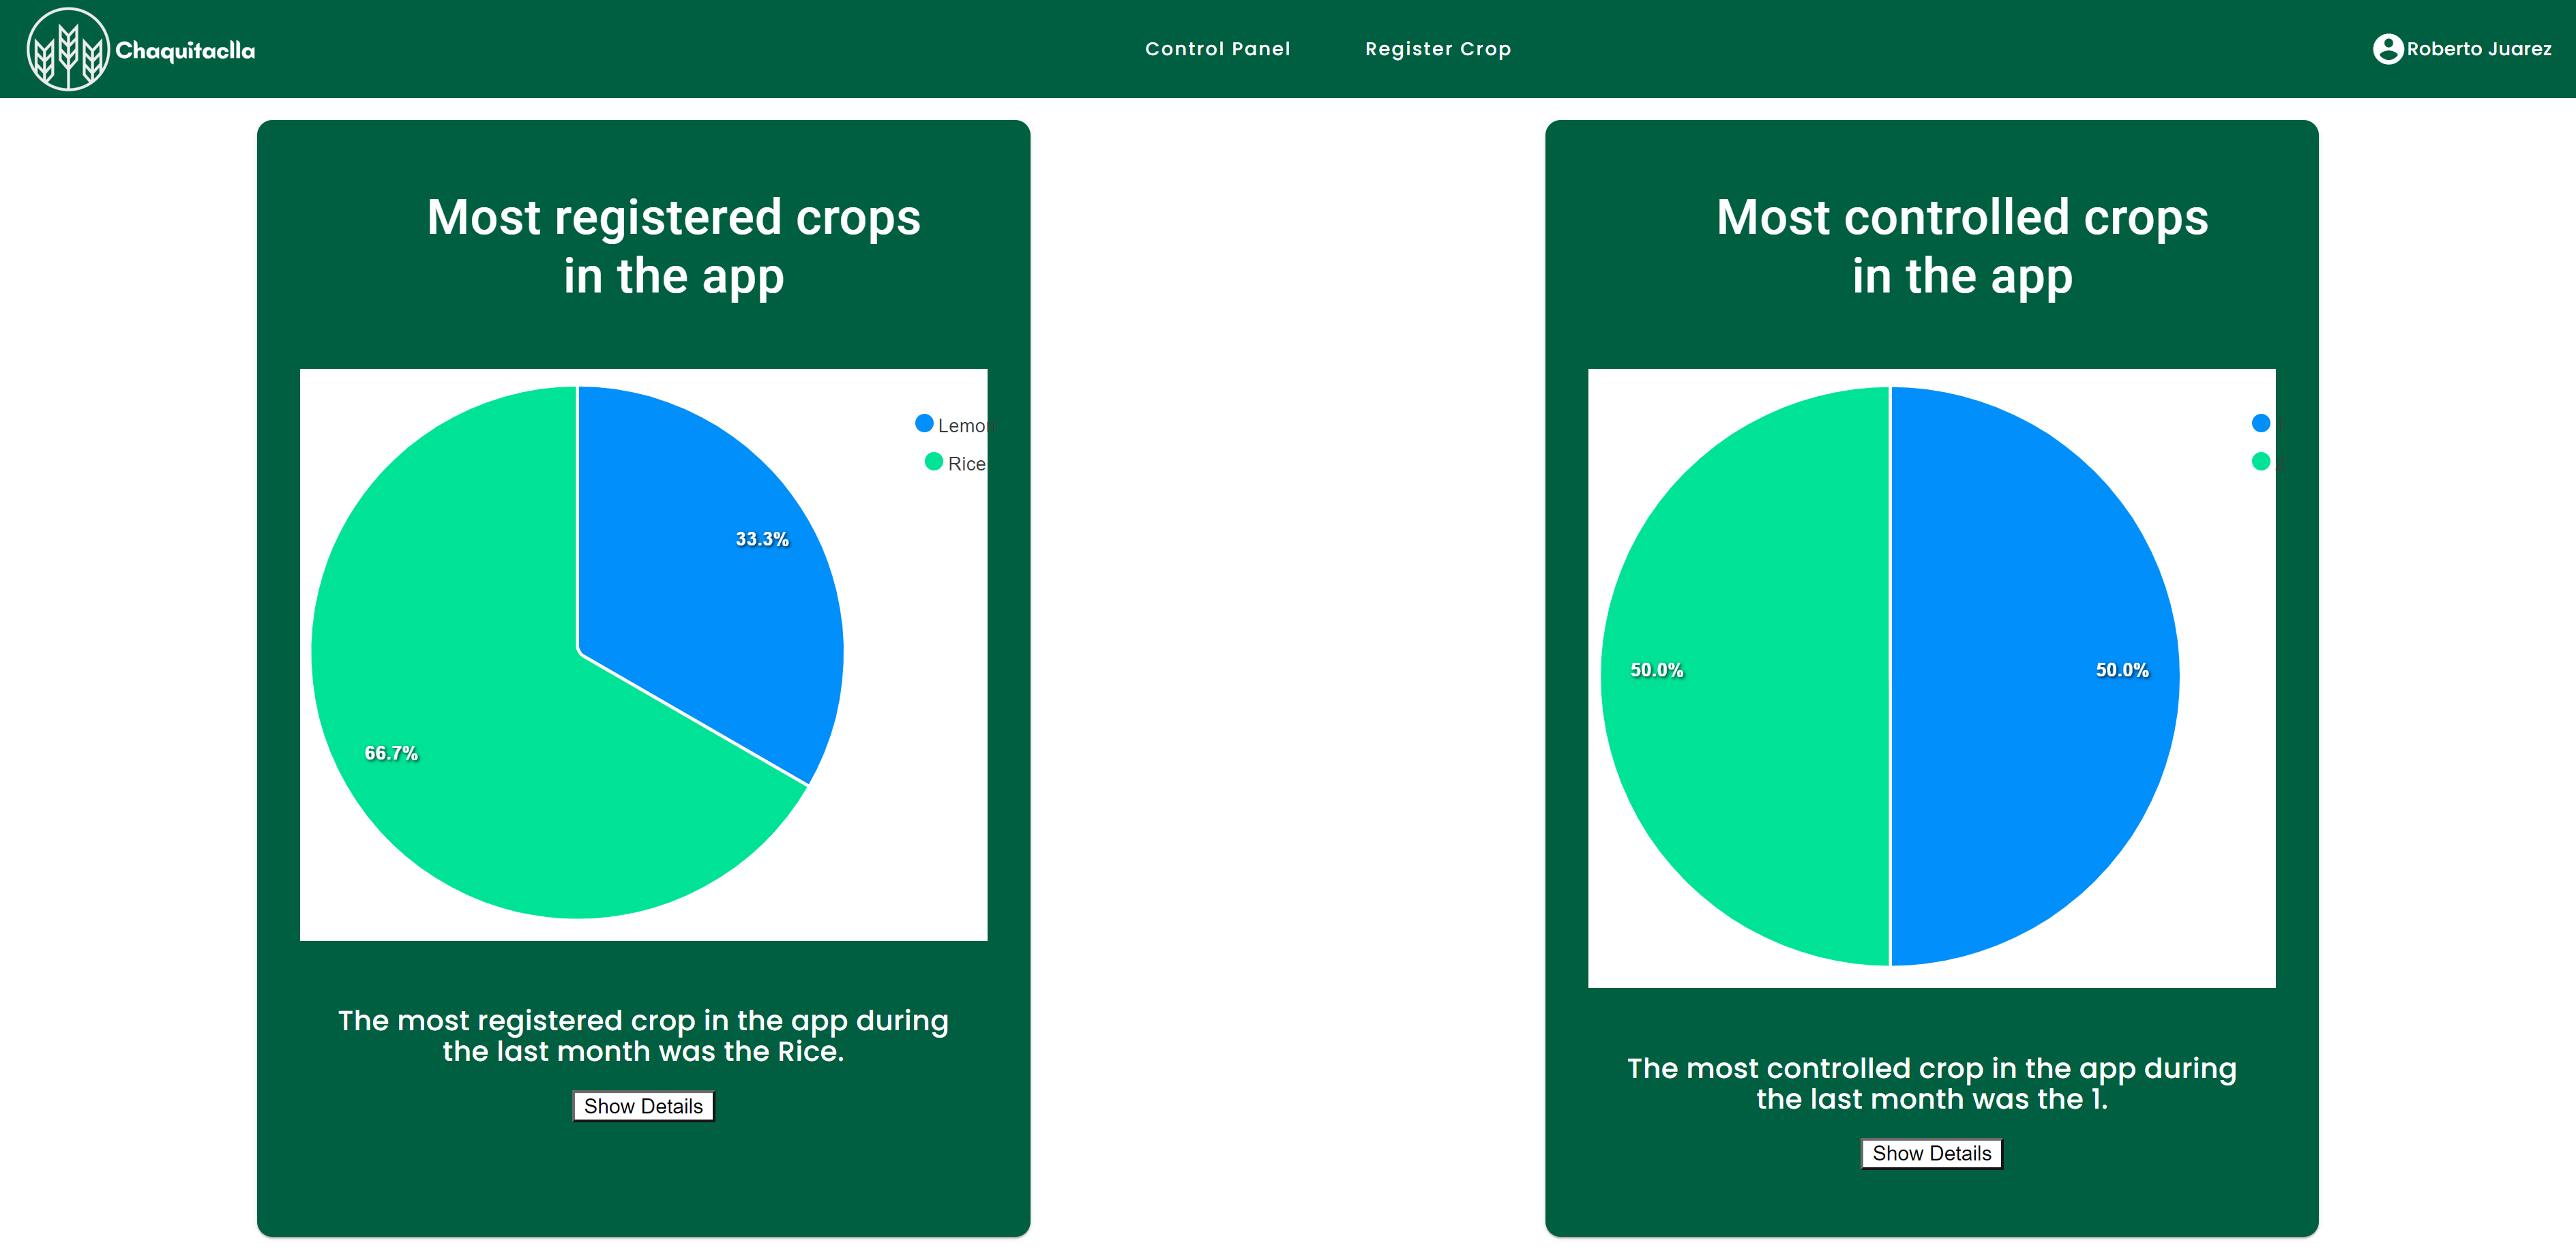 Chaquitaclla
Control Panel
Register Crop
Roberto Juarez
Most registered crops
in the app
Lemon
Rice
33.3%
66.7%
The most registered crop in the app during
the last month was the Rice.
Show Details
Most controlled crops
in the app
50.0%
50.0%
The most controlled crop in the app during
the last month was the 1.
Show Details